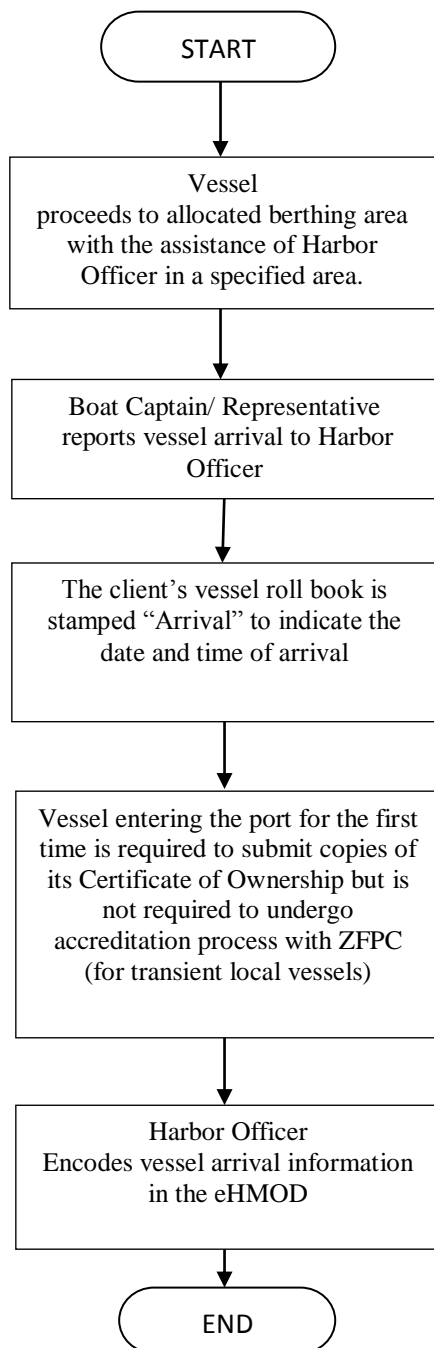 START
Vessel
proceeds to allocated berthing area
with the assistance of Harbor
Officer in a specified area.
Boat Captain/ Representative
reports vessel arrival to Harbor
Officer
The client’s vessel roll book is
stamped “Arrival” to indicate the
date and time of arrival
Vessel entering the port for the first
time is required to submit copies of
its Certificate of Ownership but is
not required to undergo
accreditation process with ZFPC
(for transient local vessels)
Harbor Officer
Encodes vessel arrival information
in the eHMOD
END